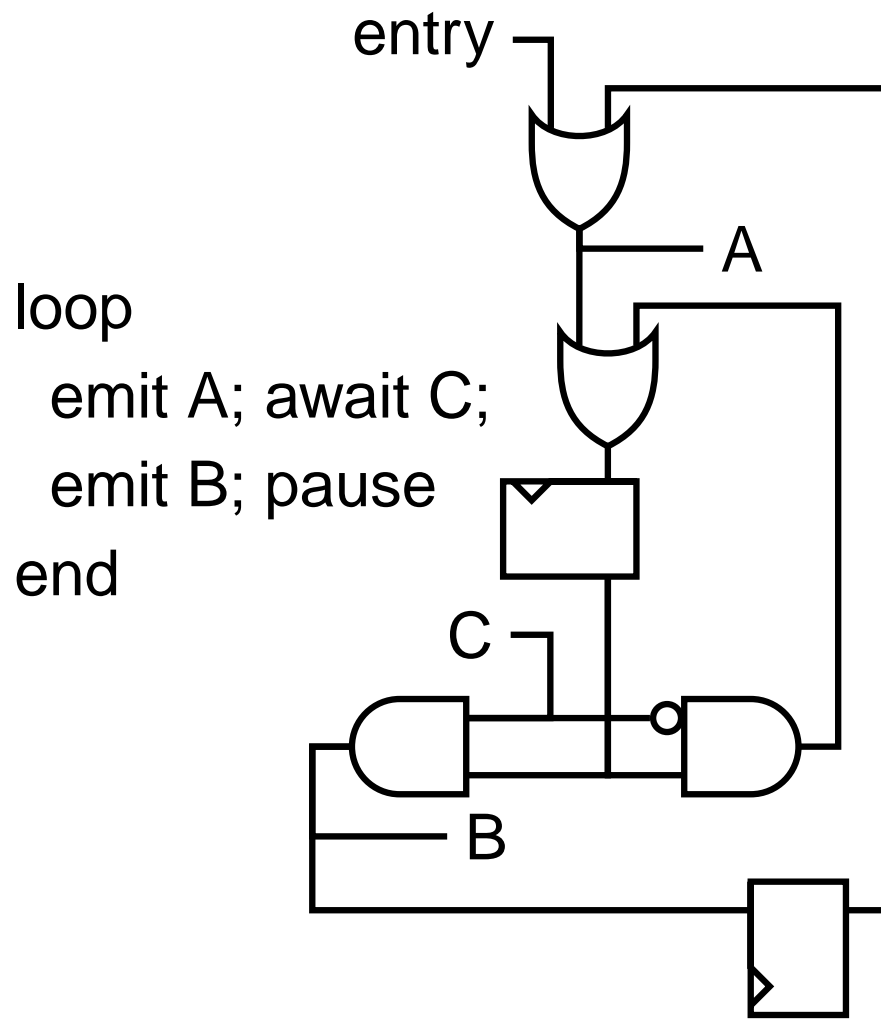 entry
A
loop
emit A; await C;
emit B; pause
end
C
B